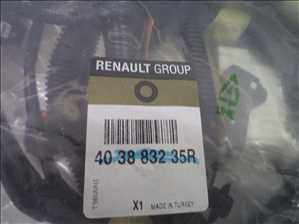 RENAULT GROUP
40 38 832 35R
X1 MADE IN TURKEY